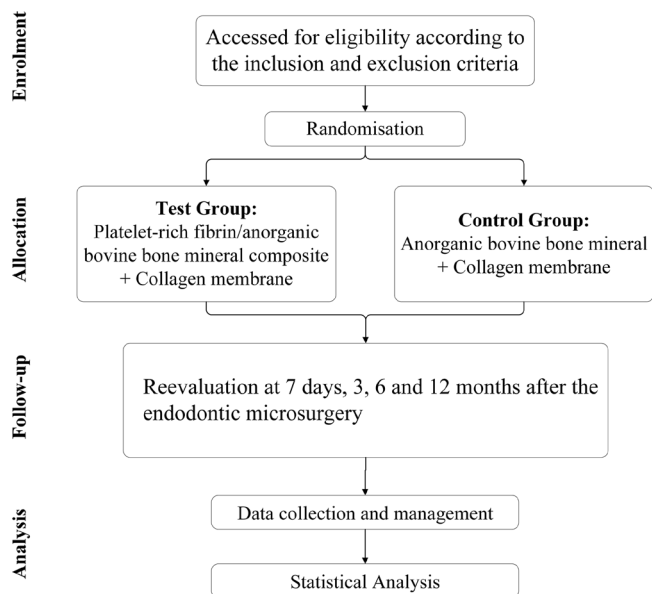 Enrolment
Accessed for eligibility according to
the inclusion and exclusion criteria
Randomisation
Allocation
Test Group:
Platelet-rich fibrin/anorganic
bovine bone mineral composite
+ Collagen membrane
Control Group:
Anorganic bovine bone mineral
+ Collagen membrane
Follow-up
Reevaluation at 7 days, 3, 6 and 12 months after the
endodontic microsurgery
Analysis
Data collection and management
Statistical Analysis